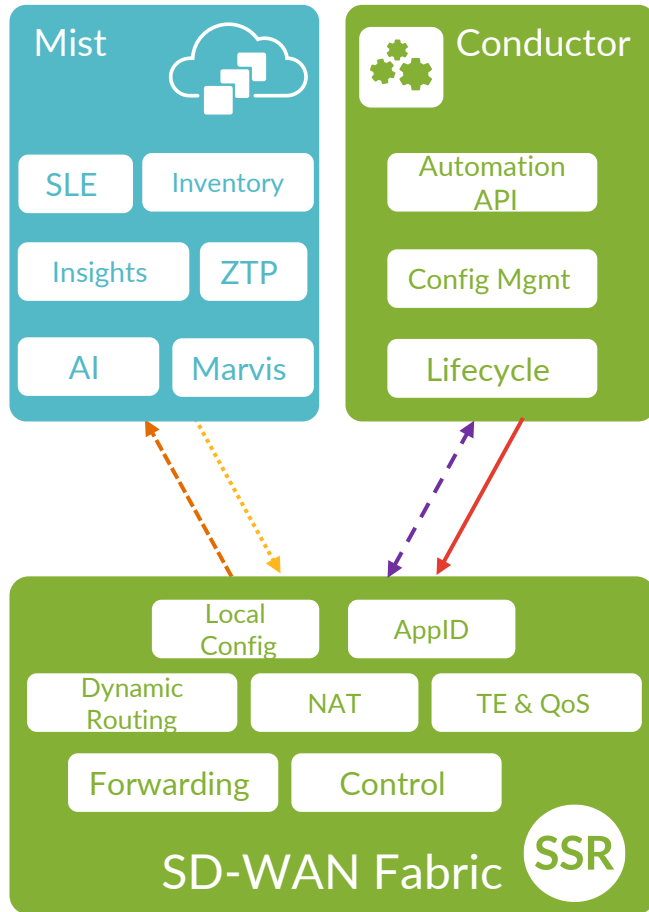 Mist
Conductor
SLE
Inventory
Automation
API
Insights
ZTP
Config Mgmt
AI
Marvis
Lifecycle
Local
Config
AppID
Dynamic
Routing
NAT
TE & QoS
Forwarding
Control
SD-WAN Fabric
SSR